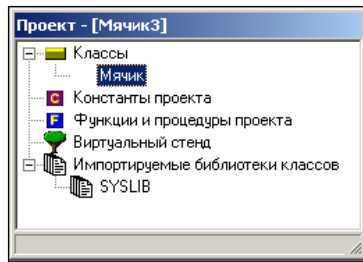 Проект - [Мячик3]
Классы
Мячик
C Константы проекта
F Функции и процедуры проекта
Виртуальный стенд
Импортируемые библиотеки классов
SYSLIB